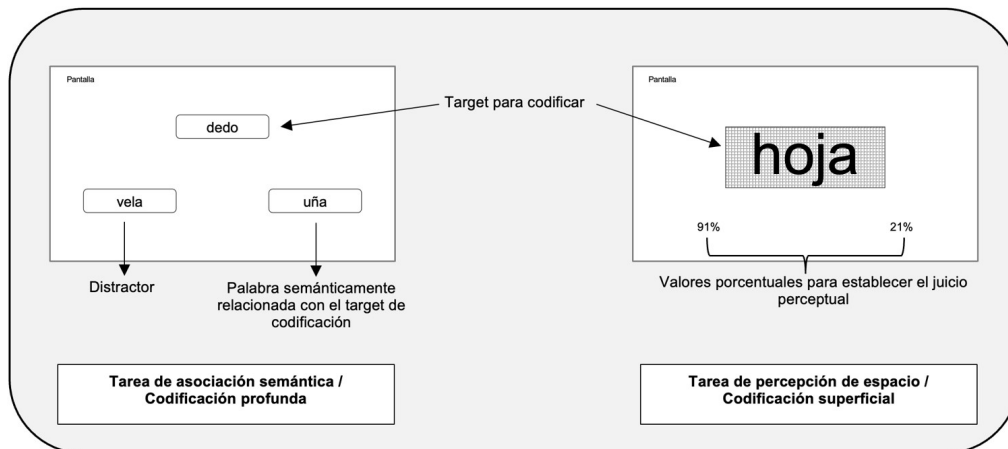 Pantalla
dedo
vela
uña
Distractor
Palabra semánticamente
relacionada con el target de
codificación
Tarea de asociación semántica /
Codificación profunda
Target para codificar
Pantalla
hoja
91%
21%
Valores porcentuales para establecer el juicio
perceptual
Tarea de percepción de espacio /
Codificación superficial